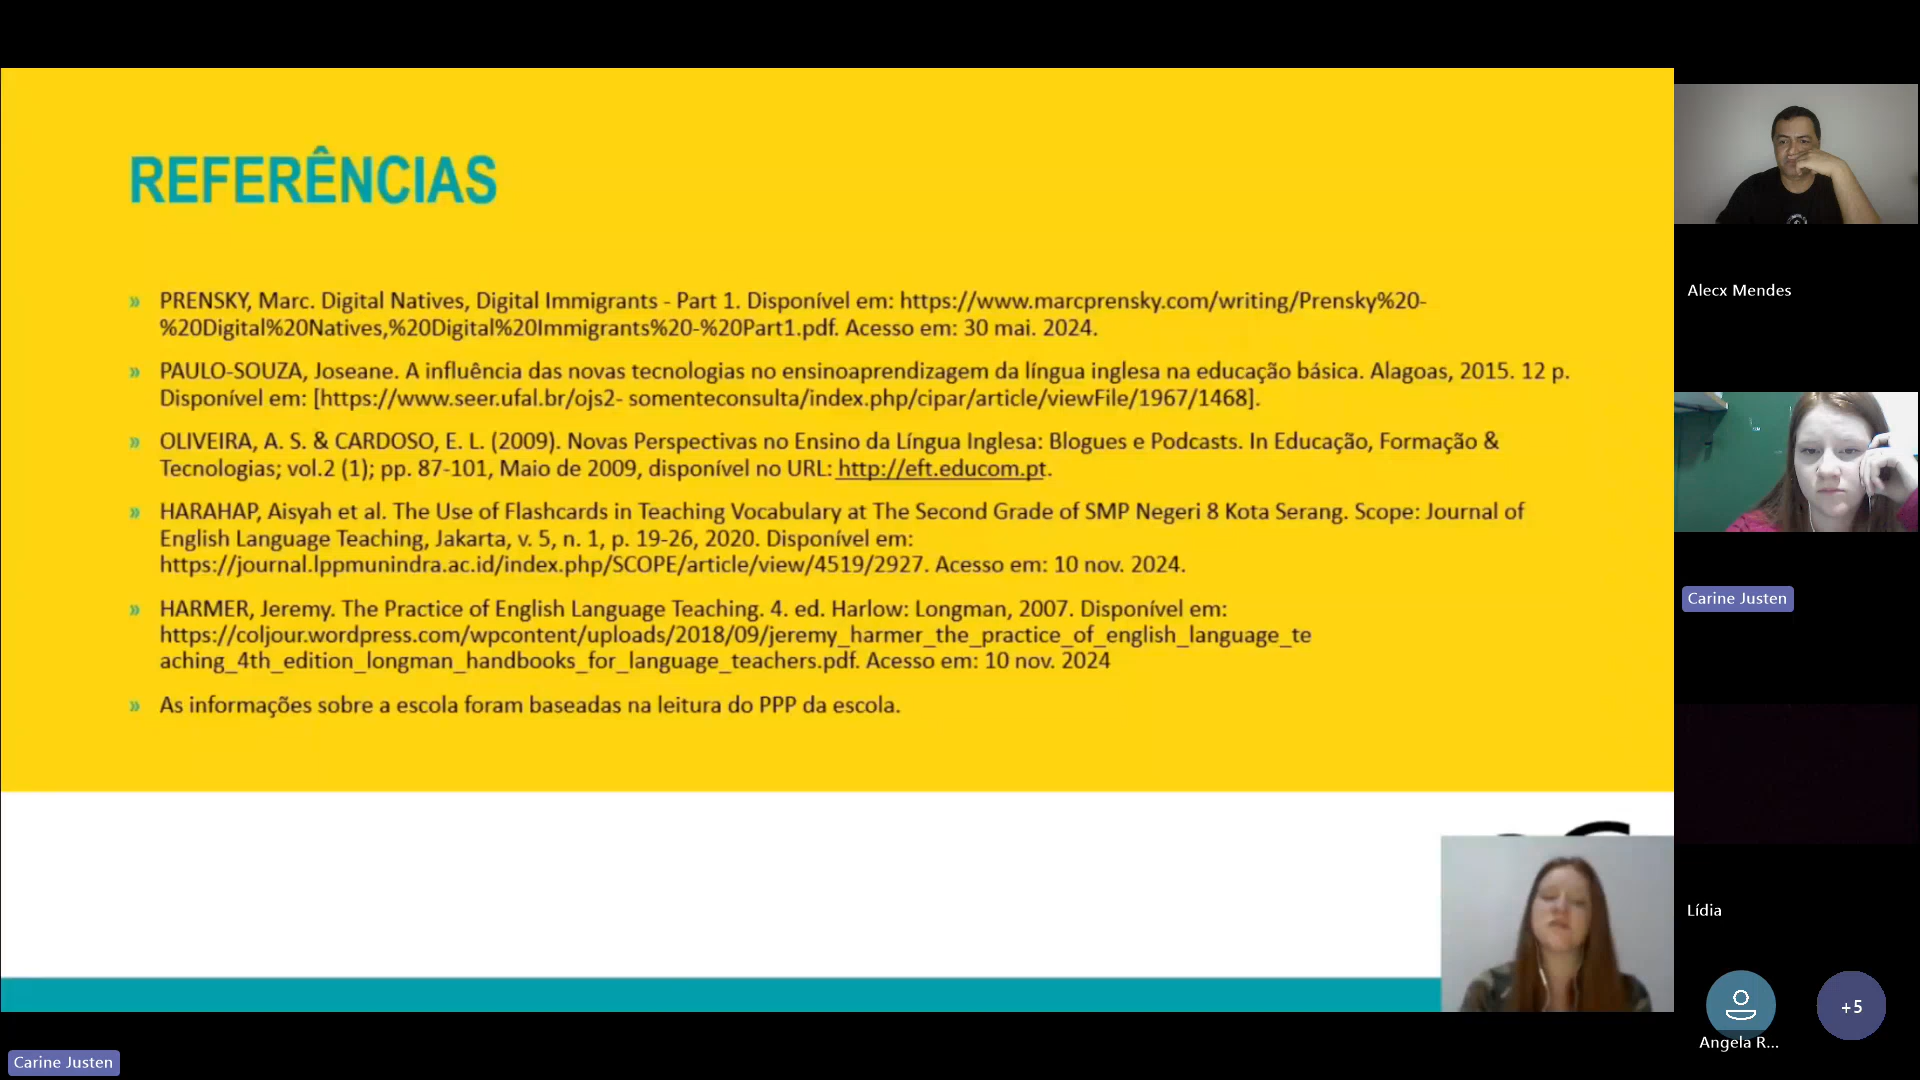 REFERÊNCIAS
» PRENSKY, Marc. Digital Natives, Digital Immigrants - Part 1. Disponível em: https://www.marcprensky.com/writing/Prensky%20-
%20Digital%20Natives,%20Digital%20Immigrants%20-%20Part1.pdf. Acesso em: 30 mai. 2024.
» PAULO-SOUZA, Joseane. A influência das novas tecnologias no ensinoaprendizagem da língua inglesa na educação básica. Alagoas, 2015. 12 p.
Disponível em: [https://www.seer.ufal.br/ojs2- somenteconsulta/index.php/cipar/article/viewFile/1967/1468].
» OLIVEIRA, A. S. & CARDOSO, E. L. (2009). Novas Perspectivas no Ensino da Língua Inglesa: Blogues e Podcasts. In Educação, Formação &
Tecnologias; vol.2 (1); pp. 87-101, Maio de 2009, disponível no URL: http://eft.educom.pt.
» HARAHAP, Aisyah et al. The Use of Flashcards in Teaching Vocabulary at The Second Grade of SMP Negeri 8 Kota Serang. Scope: Journal of
English Language Teaching, Jakarta, v. 5, n. 1, p. 19-26, 2020. Disponível em:
https://journal.lppmunindra.ac.id/index.php/SCOPE/article/view/4519/2927. Acesso em: 10 nov. 2024.
» HARMER, Jeremy. The Practice of English Language Teaching. 4. ed. Harlow: Longman, 2007. Disponível em:
https://coljour.wordpress.com/wpcontent/uploads/2018/09/jeremy_harmer_the_practice_of_english_language_te
aching_4th_edition_longman_handbooks_for_language_teachers.pdf. Acesso em: 10 nov. 2024
» As informações sobre a escola foram baseadas na leitura do PPP da escola.
Alecx Mendes
Carine Justen
Lídia
+5
Angela R...
Carine Justen